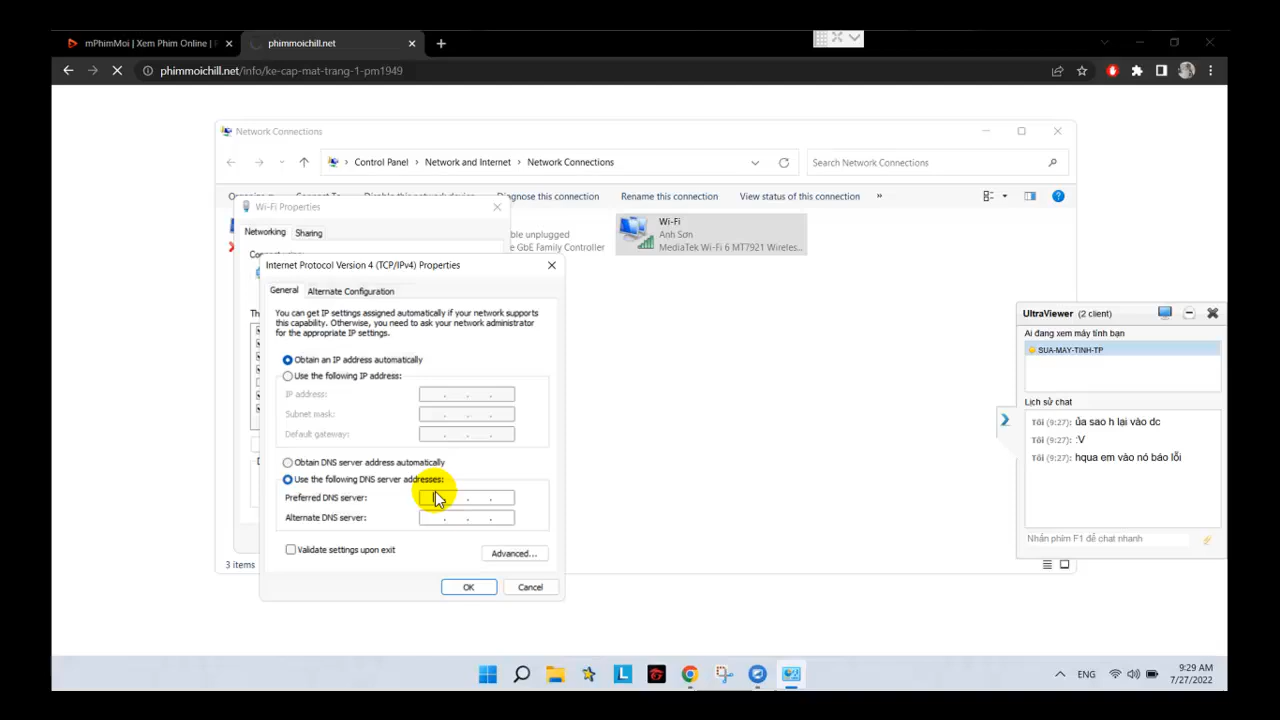 mPhimMoi | Xem Phim Online |
phimmoichill.net
phimmoichill.net/info/ke-cap-mat-trang-1-pm1949
Network Connections
Control Panel > Network and Internet > Network Connections
Search Network Connections
Diagnose this connection
Rename this connection
View status of this connection
»
Wi-Fi Properties
Networking
Sharing
ble unplugged
e GbE Family Controller
Wi-Fi
Anh Sơn
MediaTek Wi-Fi 6 MT7921 Wireles...
Internet Protocol Version 4 (TCP/IPv4) Properties
General
Alternate Configuration
You can get IP settings assigned automatically if your network supports
this capability. Otherwise, you need to ask your network administrator
for the appropriate IP settings.
Obtain an IP address automatically
Use the following IP address:
IP address:
Subnet mask:
Default gateway:
Obtain DNS server address automatically
Use the following DNS server addresses:
Preferred DNS server:
Alternate DNS server:
Validate settings upon exit
Advanced...
OK
Cancel
3 items
UltraViewer (2 client)
Ai đang xem máy tính bạn
SUA-MAY-TINH-TP
Lịch sử chat
Tôi (9:27): ủa sao h lại vào dc
Tôi (9:27): :V
Tôi (9:27): hqua em vào nó báo lỗi
Nhấn phím F1 để chat nhanh
ENG
9:29 AM
7/27/2022